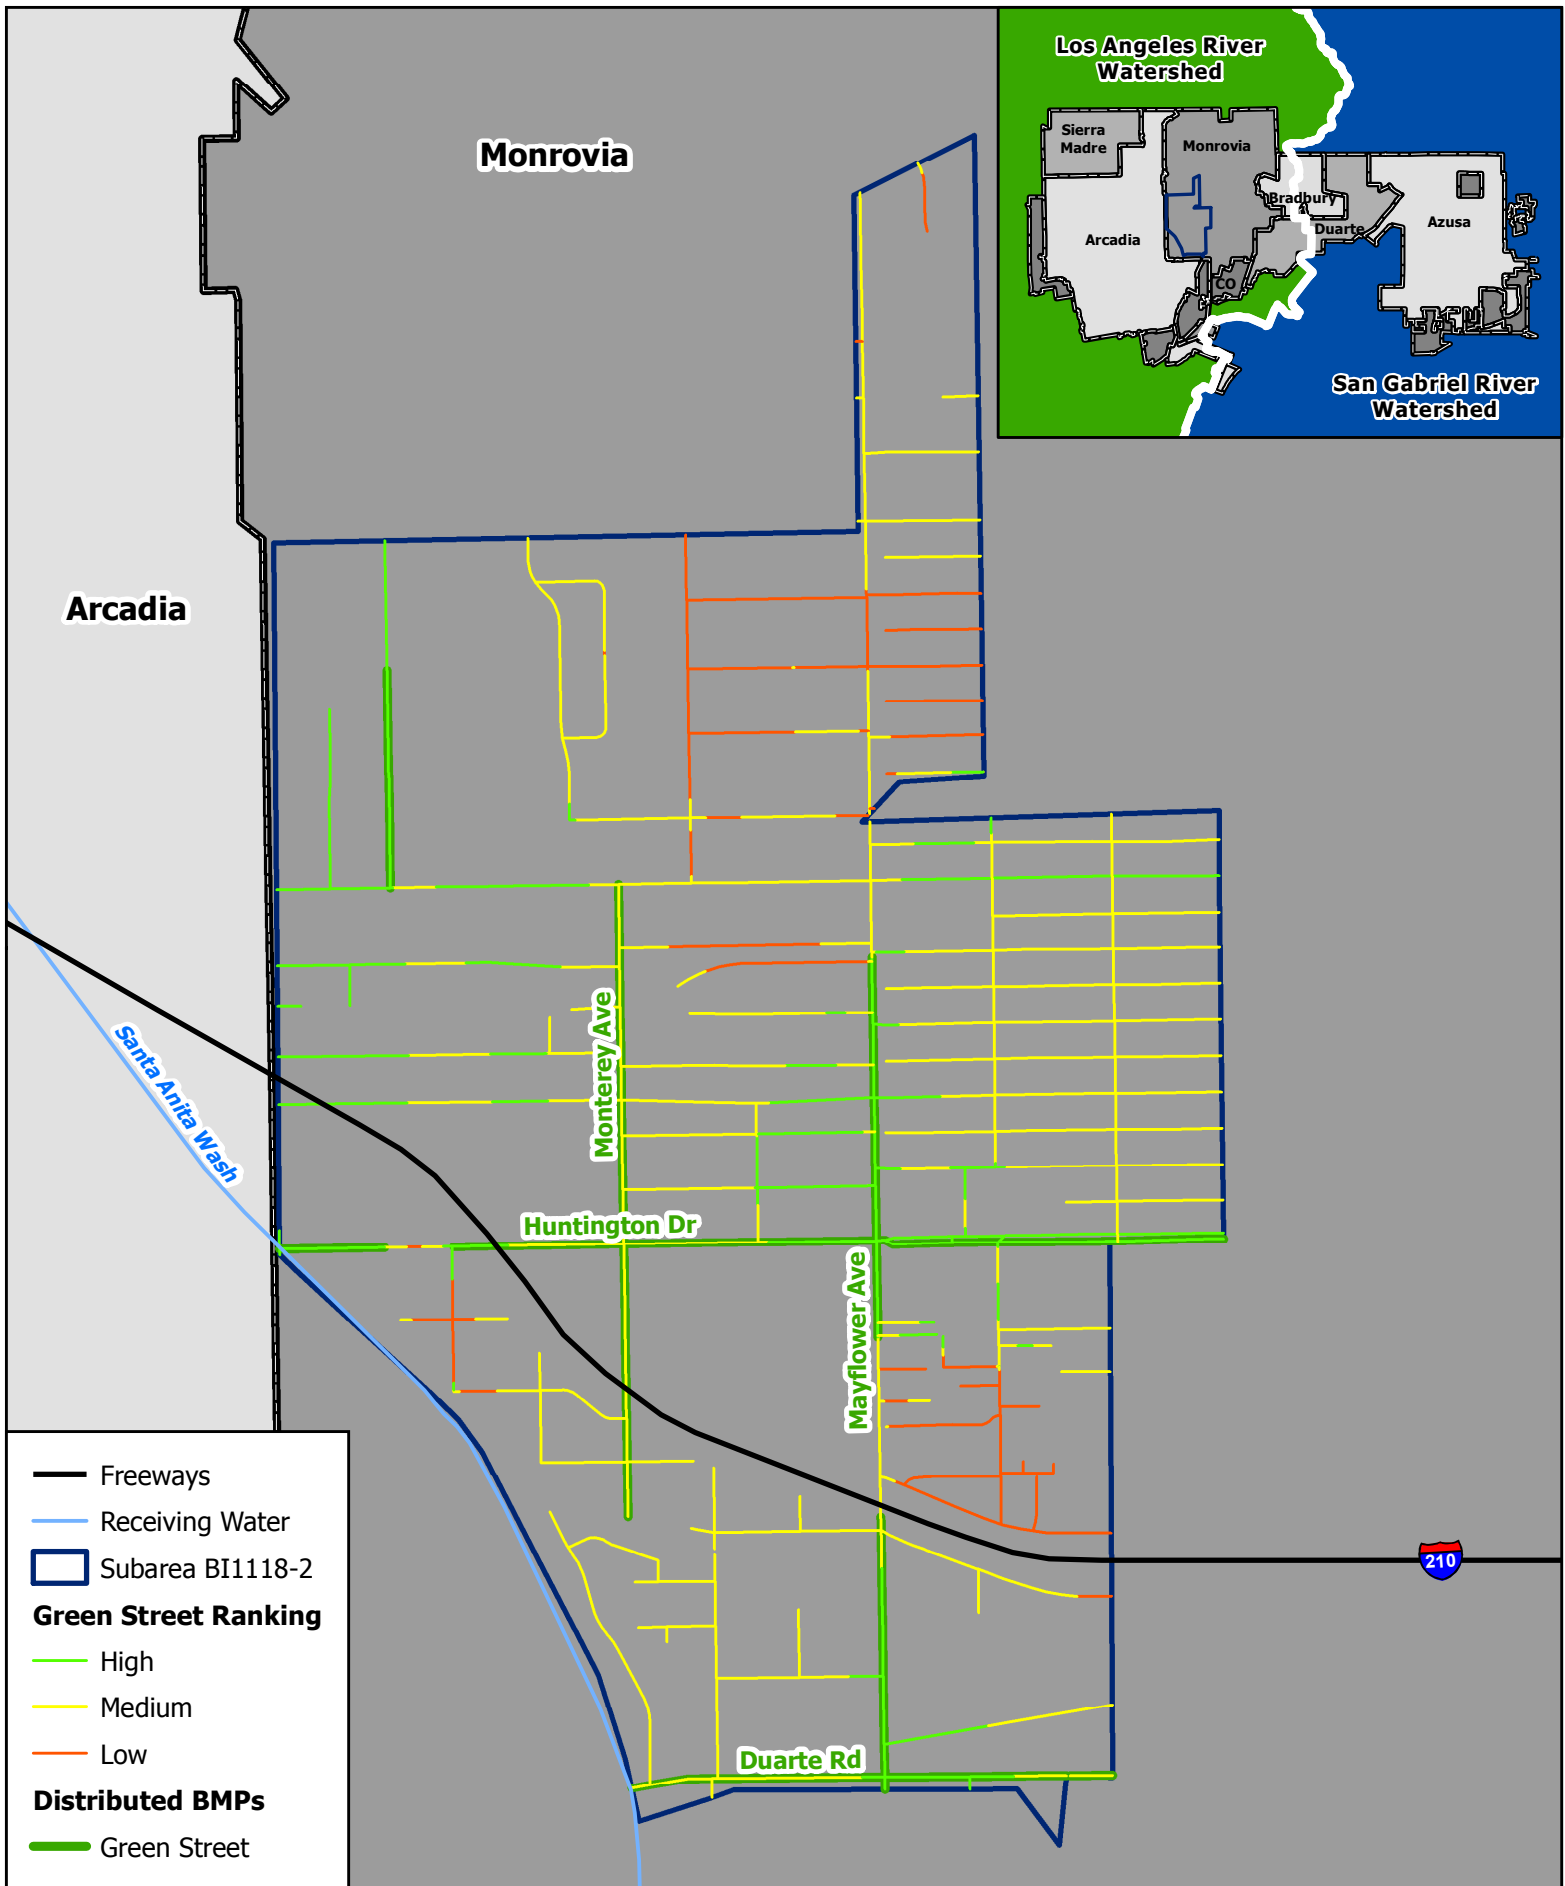 Los Angeles River
Watershed
Sierra
Madre
Monrovia
Bradbury
Duarte
Azusa
Arcadia
CO
San Gabriel River
Watershed
Monrovia
Arcadia
Santa Anita Wash
Monterey Ave
Huntington Dr
Mayflower Ave
Duarte Rd
210
Freeways
Receiving Water
Subarea BI1118-2
Green Street Ranking
High
Medium
Low
Distributed BMPs
Green Street